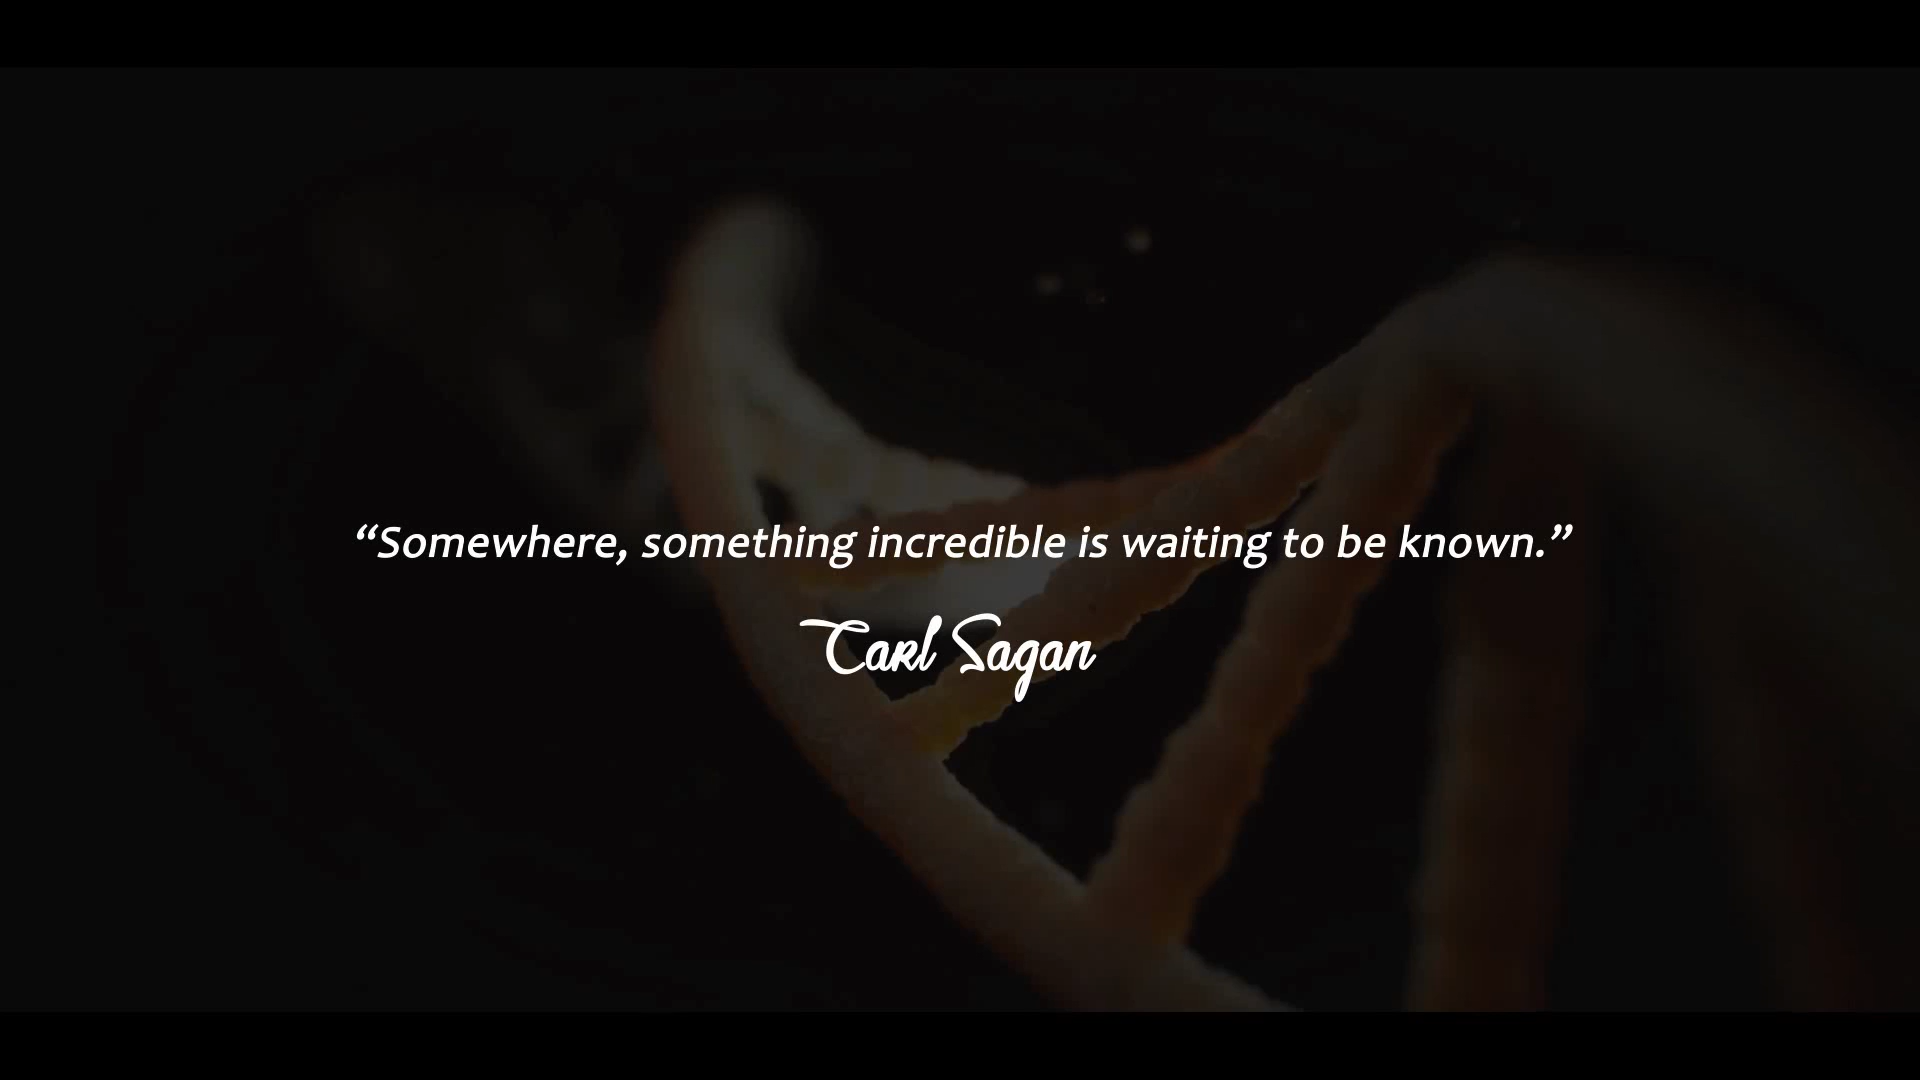 “Somewhere, something incredible is waiting to be known.”
Carl Sagan